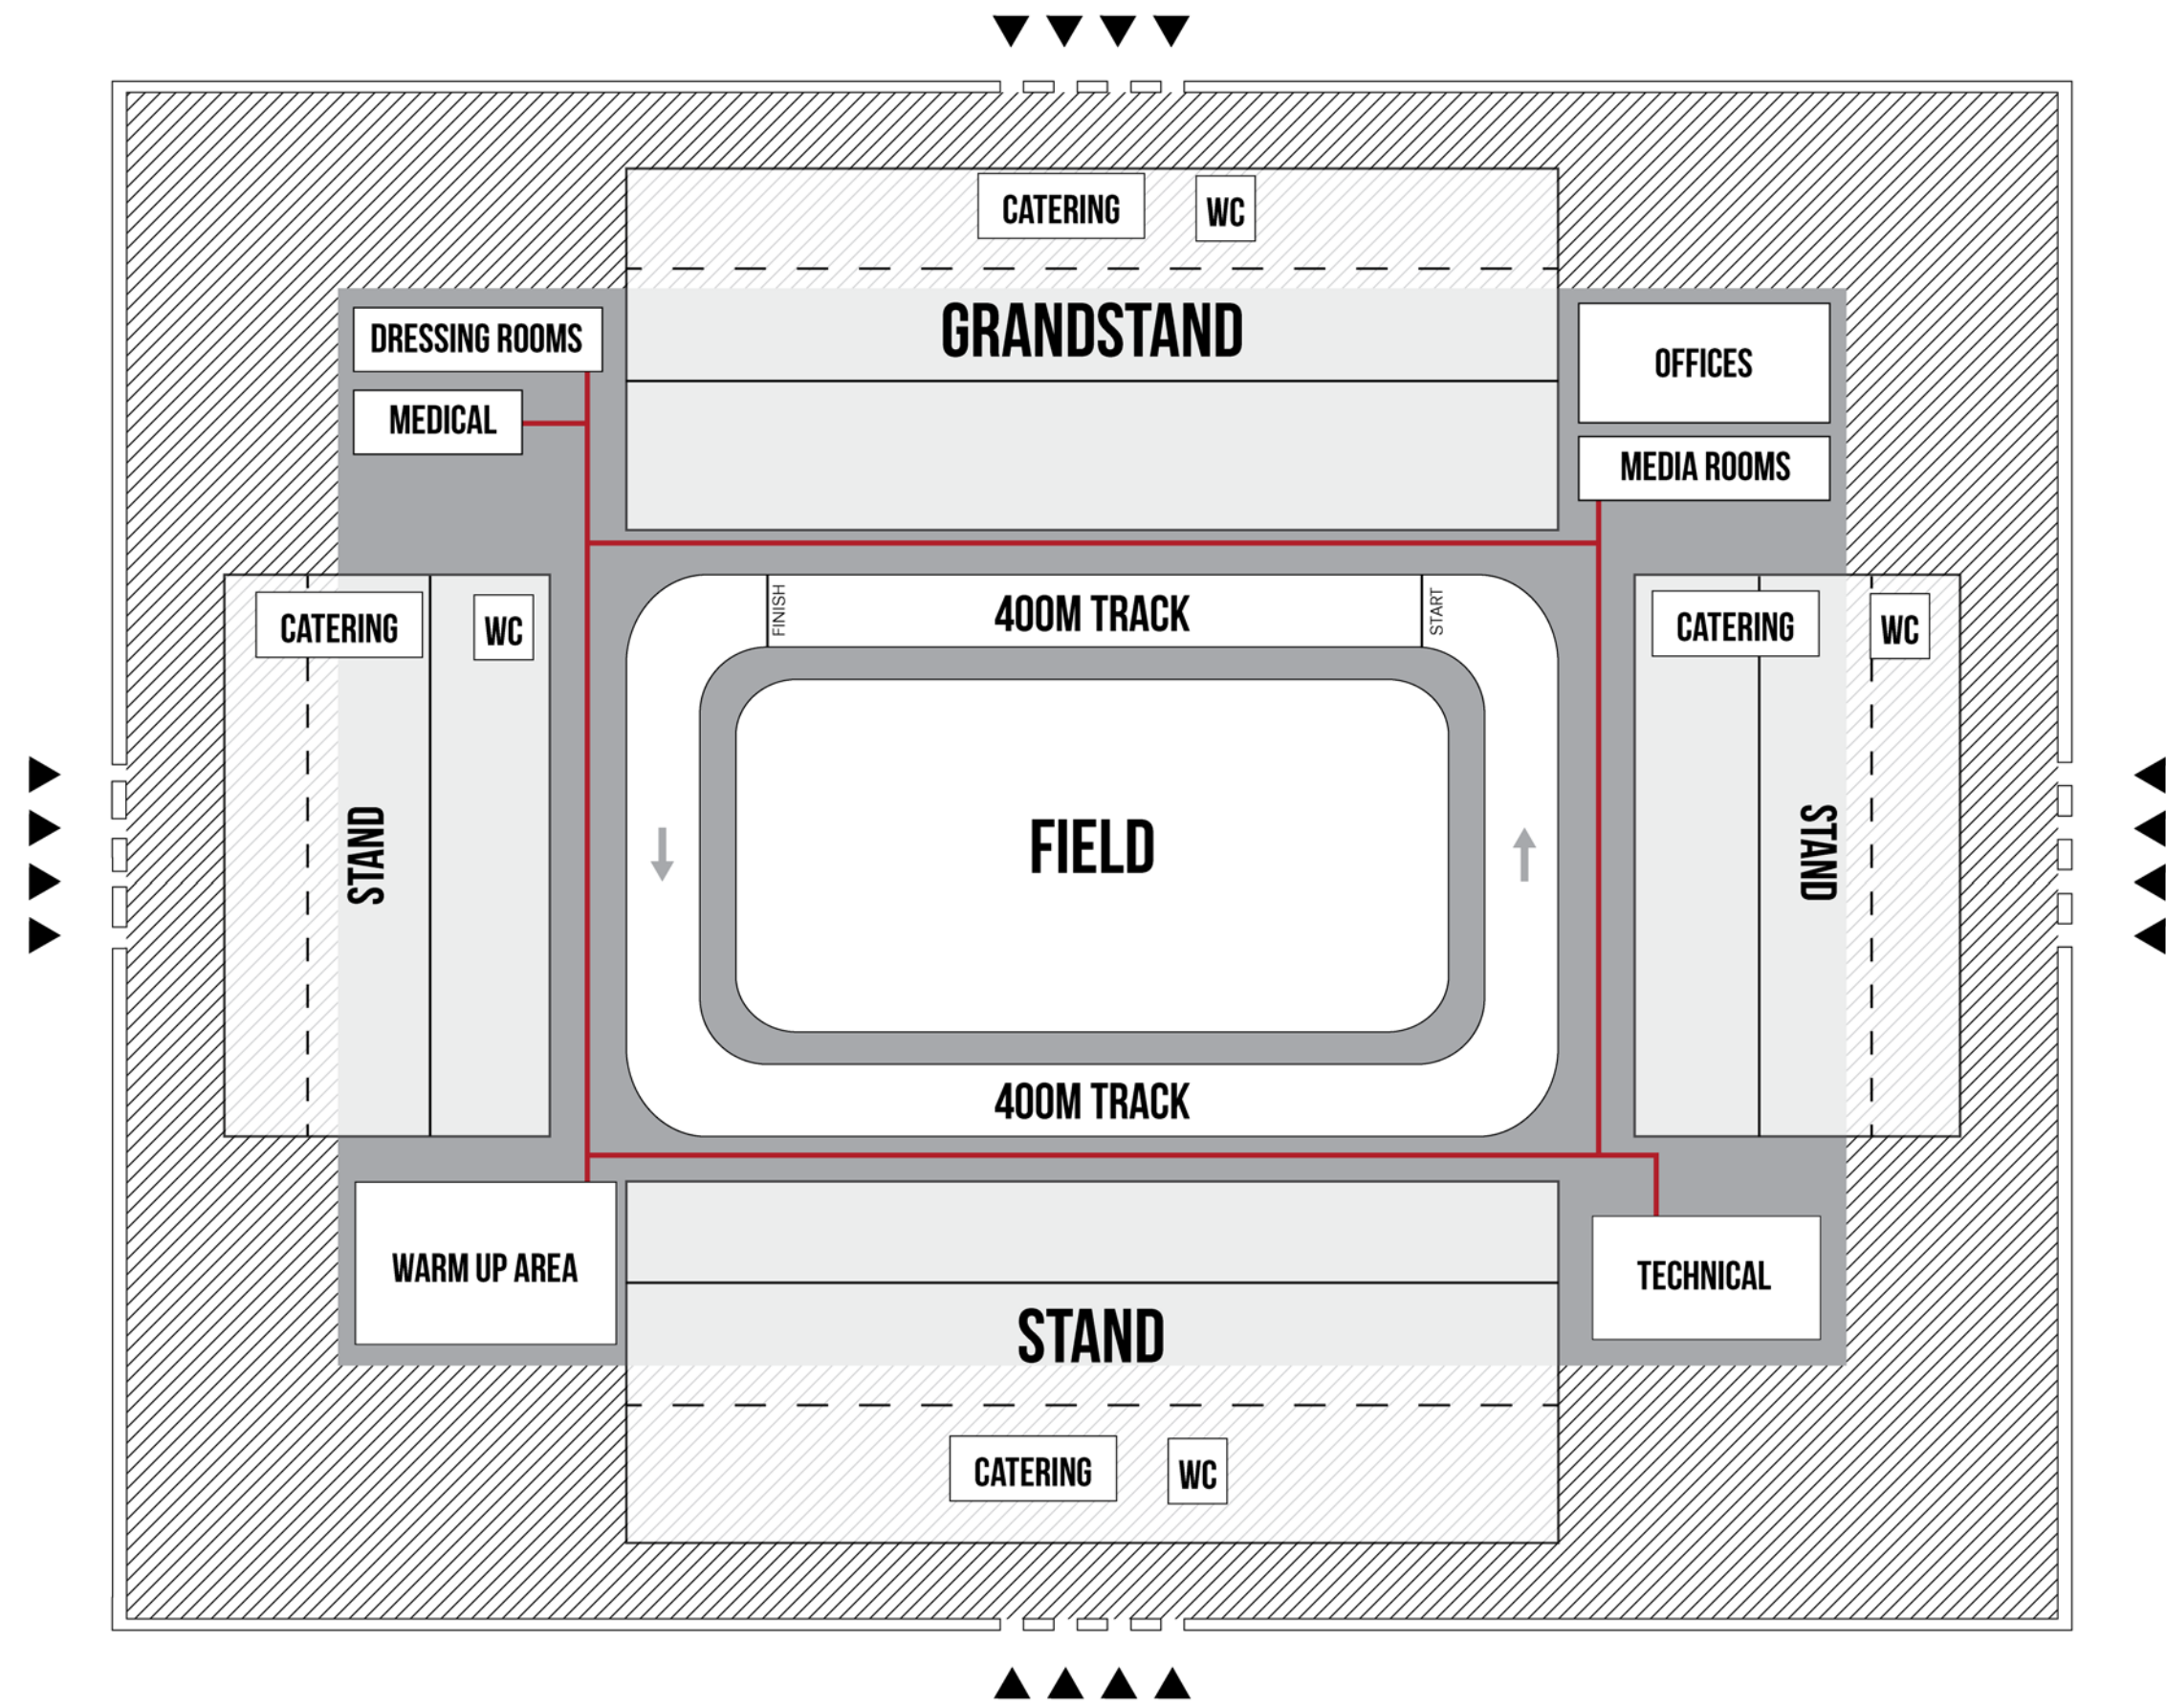 CATERING
WC
GRANDSTAND
DRESSING ROOMS
OFFICES
MEDICAL
MEDIA ROOMS
CATERING
WC
FINISH
400M TRACK
START
CATERING
WC
STAND
FIELD
STAND
400M TRACK
WARM UP AREA
TECHNICAL
STAND
CATERING
WC